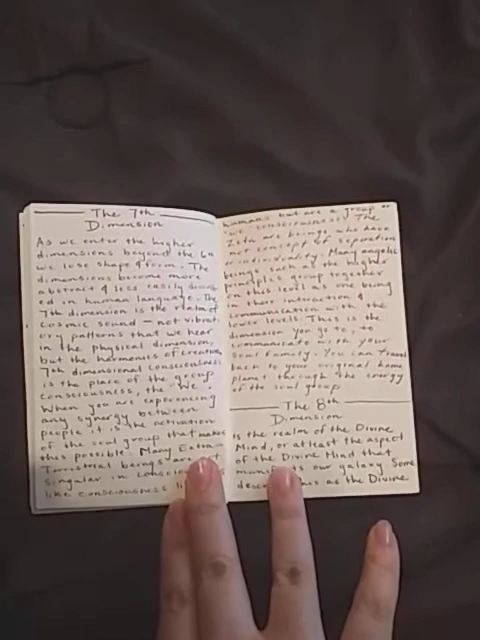 The 7th
Dimension
As we enter the higher
dimensions beyond the 6th
we lose shape & form. The
dimensions become more
abstract & less easily
ed in human language. The
7th dimension is the realm of
cosmic sound - not vibrat-
ory patterns that we hear
in the physical dimension,
but the harmonics of creation
7th dimensional consciousness
is the place of the group
consciousness, the "we".
When you are experiencing
any synergy between
people it is the activation
of the soul group that makes
this possible. Many Extra-
Terrestrial beings are not
singular in
like consciousness
humans but are a group or
"we" consciousness. The
Zeta are beings who have
no concept of separation
or individuality. Many angelic
beings such as the higher
principles group together
on this level as one being
in their interaction &
communication with the
lower levels. This is the
dimension you go to, to
communicate with your
soul family. You can travel
back to your original home
planet through the energy
of the soul group
The 8th
Dimension
is the realm of the Divine
Mind, or at least the aspect
of the Divine Mind that
our galaxy. Some
as the Divine